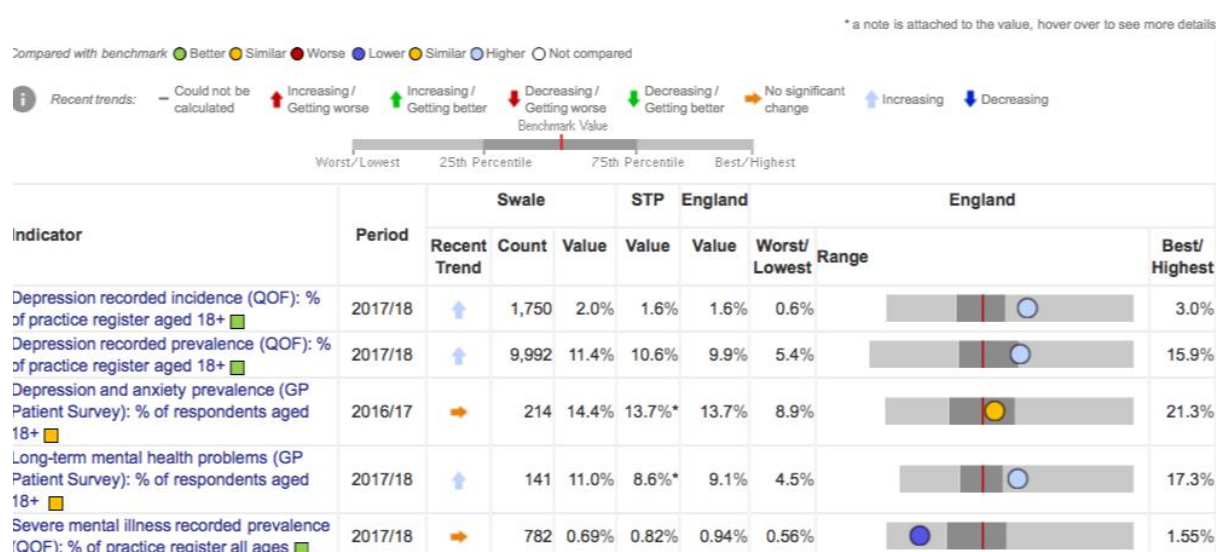 * a note is attached to the value, hover over to see more details
Compared with benchmark Better Similar Worse Lower Similar Higher Not compared
i Recent trends: – Could not be calculated Increasing / Getting worse Increasing / Getting better Decreasing / Getting worse Decreasing / Getting better No significant change Increasing Decreasing
Benchmark Value
Worst/Lowest 25th Percentile 75th Percentile Best/Highest
Swale STP England England
Indicator Period Recent Trend Count Value Value Value Worst/ Lowest Range Best/ Highest
Depression recorded incidence (QOF): %
of practice register aged 18+ 2017/18 1,750 2.0% 1.6% 1.6% 0.6% 3.0%
Depression recorded prevalence (QOF): %
of practice register aged 18+ 2017/18 9,992 11.4% 10.6% 9.9% 5.4% 15.9%
Depression and anxiety prevalence (GP
Patient Survey): % of respondents aged 2016/17 214 14.4% 13.7%* 13.7% 8.9% 21.3%
18+
Long-term mental health problems (GP
Patient Survey): % of respondents aged 2017/18 141 11.0% 8.6%* 9.1% 4.5% 17.3%
18+
Severe mental illness recorded prevalence
(QOF): % of practice register all ages 2017/18 782 0.69% 0.82% 0.94% 0.56% 1.55%